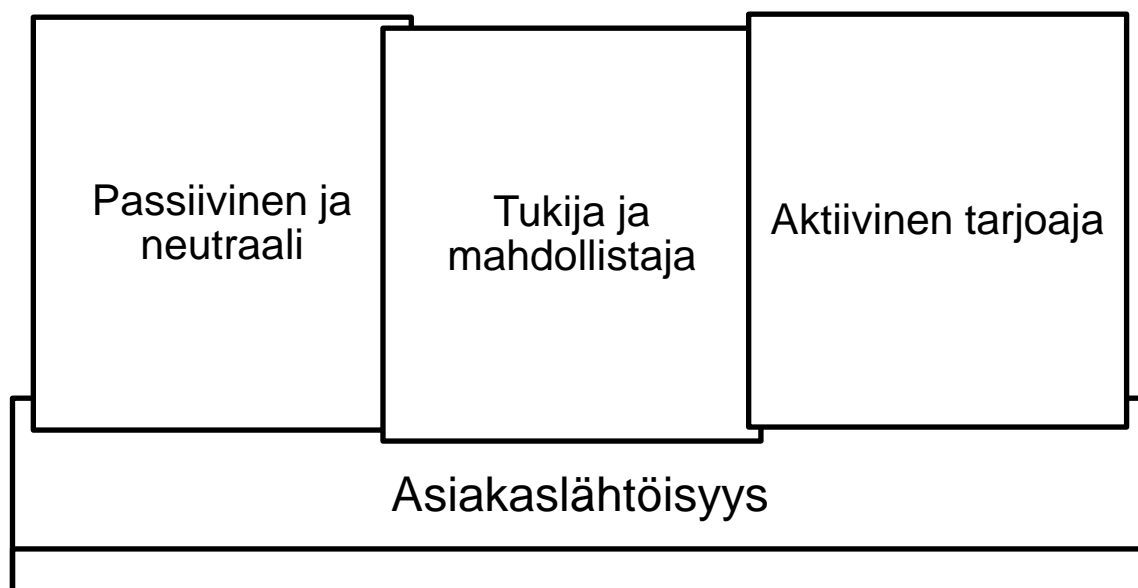 Passiivinen ja
neutraali
Tukija ja
mahdollistaja
Aktiivinen tarjoaja
Asiakaslähtöisyys